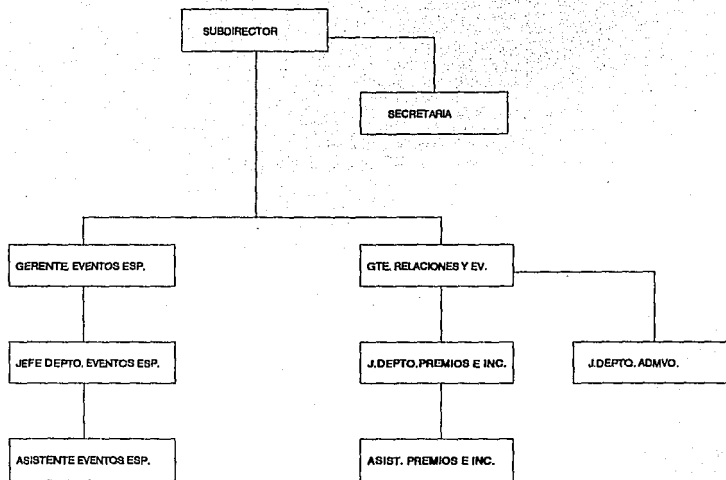 SUBDIRECTOR
SECRETARIA
GERENTE EVENTOS ESP.
GTE. RELACIONES Y EV.
JEFE DEPTO. EVENTOS ESP.
J.DEPTO.PREMIOS E INC.
J.DEPTO. ADMVO.
ASISTENTE EVENTOS ESP.
ASIST. PREMIOS E INC.